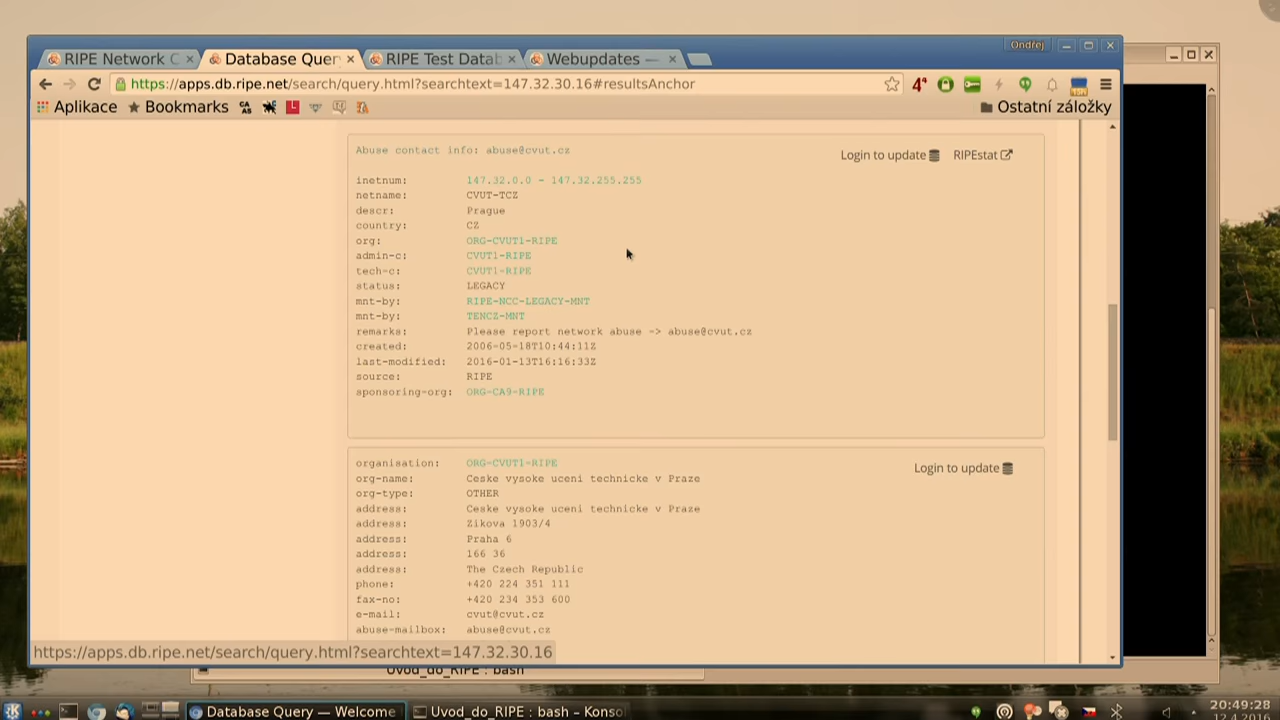 Ondřej
RIPE Network C × Database Quer × RIPE Test Datab × Webupdates — ×
https://apps.db.ripe.net/search/query.html?searchtext=147.32.30.16#resultsAnchor
Aplikace Bookmarks Ostatní záložky
Abuse contact info: abuse@cvut.cz
Login to update RIPEstat
inetnum: 147.32.0.0 - 147.32.255.255
netname: CVUT-TCZ
descr: Prague
country: CZ
org: ORG-CVUT1-RIPE
admin-c: CVUT1-RIPE
tech-c: CVUT1-RIPE
status: LEGACY
mnt-by: RIPE-NCC-LEGACY-MNT
mnt-by: TENCZ-MNT
remarks: Please report network abuse -> abuse@cvut.cz
created: 2006-05-18T10:44:11Z
last-modified: 2016-01-13T16:16:33Z
source: RIPE
sponsoring-org: ORG-CA9-RIPE
organisation: ORG-CVUT1-RIPE
Login to update
org-name: Ceske vysoke uceni technicke v Praze
org-type: OTHER
address: Ceske vysoke uceni technicke v Praze
address: Zikova 1903/4
address: Praha 6
address: 166 36
address: The Czech Republic
phone: +420 224 351 111
fax-no: +420 234 353 600
e-mail: cvut@cvut.cz
abuse-mailbox: abuse@cvut.cz
https://apps.db.ripe.net/search/query.html?searchtext=147.32.30.16
Uvod_do_RIPE : bash
Database Query — Welcome Uvod_do_RIPE : bash – Konso
20:49:28